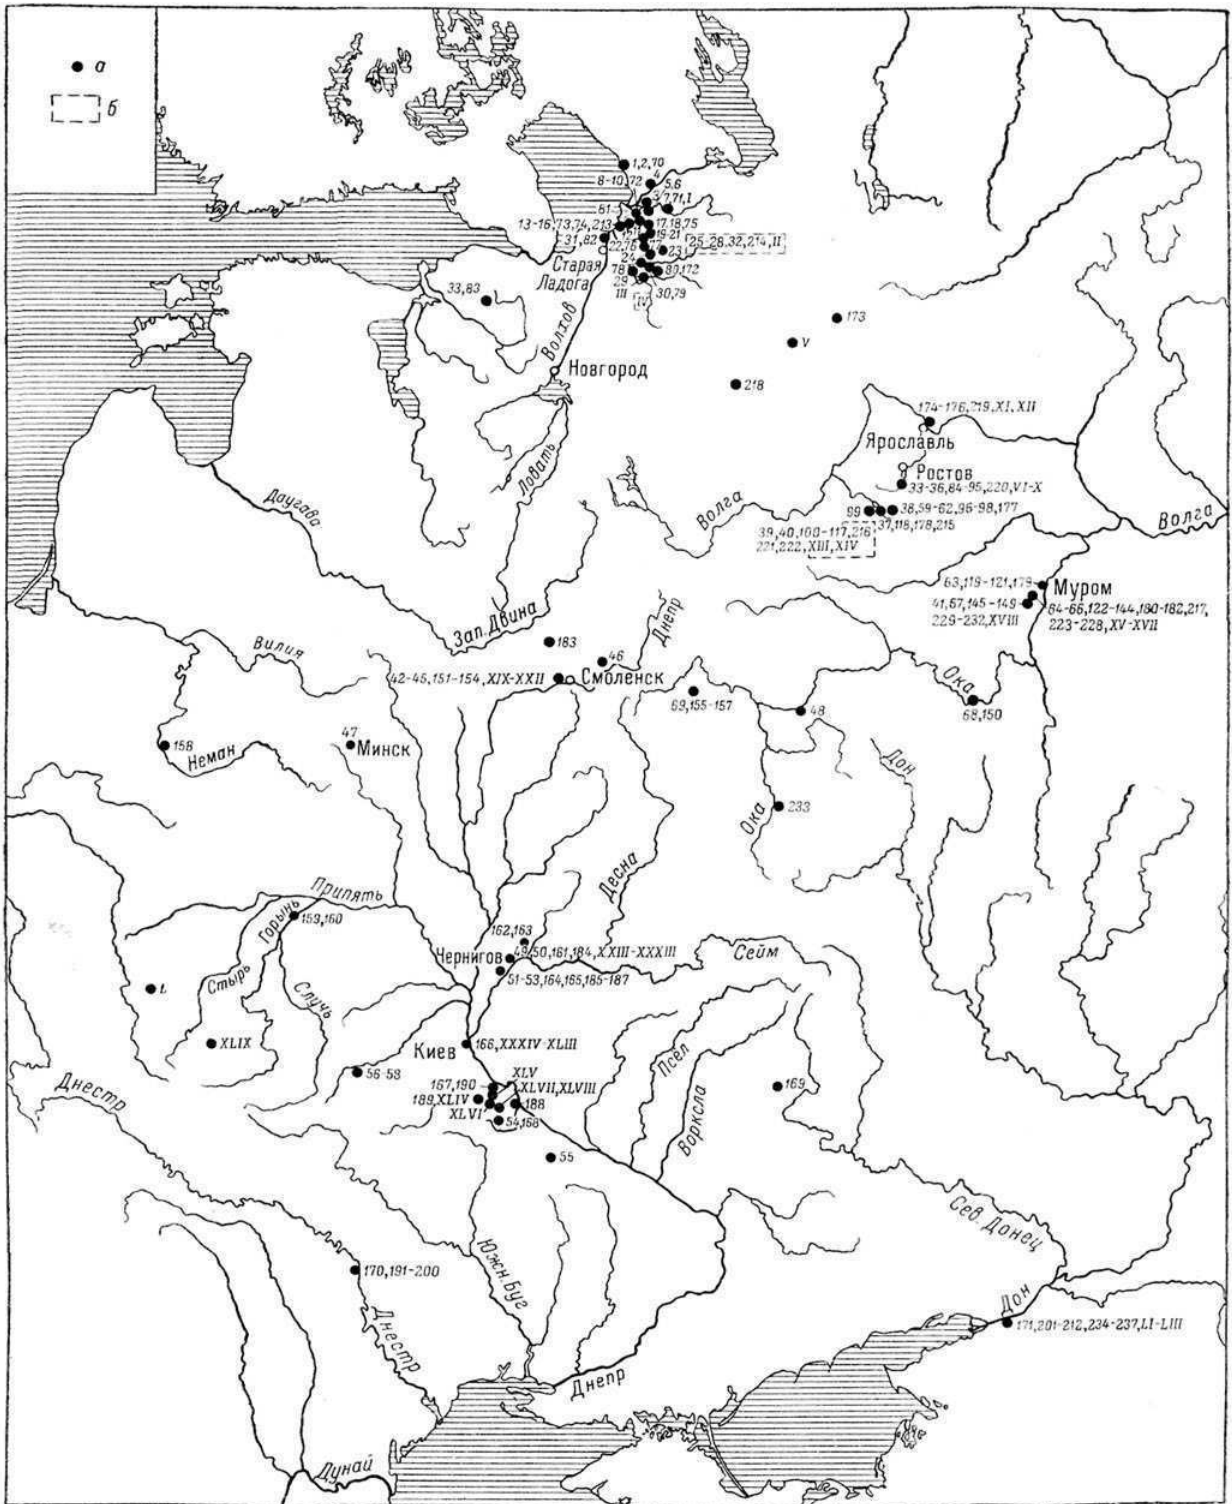 а
б
1,2,70
8-10,72
4
5,6
7,71,I
61
13-16,73,74,213
17,18,75
31,82
19-21
22,76
77
23
25-28,32,214,II
24
Старая
Ладога
78
80,172
29
III
IV
30,79
33,83
Волхов
Новгород
173
V
218
174-176,219,XI,XII
Ярославль
Ростов
33-36,84-95,220,VI-X
Ловать
Даугава
Волга
99
38,59-62,96-98,177
37,118,178,215
39,40,100-117,216
221,222,XIII,XIV
Волга
63,119-121,179
Муром
41,67,145-149
229-232,XVIII
64-66,122-144,180-182,217,
223-228,XV-XVII
Зап. Двина
Днепр
Вилия
183
46
42-45,151-154,XIX-XXII
Смоленск
69,155-157
48
Ока
68,150
47
Минск
158
Неман
Дон
Ока
233
Десна
Припять
Горынь
159,160
162,163
49,50,161,184,XXIII-XXXIII
Чернигов
51-53,164,165,185-187
Сейм
Стырь
Случь
L
XLIX
Киев
166,XXXIV-XLIII
Псёл
56-58
XLV
167,190
XLVII,XLVIII
189,XLIV
188
XLVI
54,168
169
Ворксла
Днестр
55
Сев. Донец
Южн. Буг
170,191-200
Днестр
Дон
171,201-212,234-237,LI-LIII
Днепр
Дунай